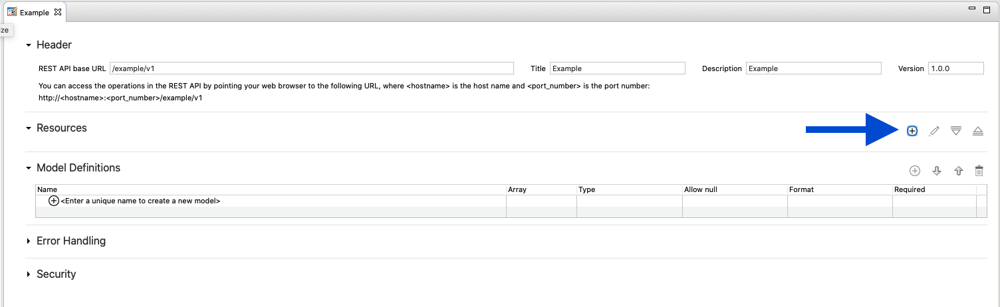 Example
ize
Header
REST API base URL /example/v1 Title Example Description Example Version 1.0.0
You can access the operations in the REST API by pointing your web browser to the following URL, where <hostname> is the host name and <port_number> is the port number:
http://<hostname>:<port_number>/example/v1
Resources
Model Definitions
Name Array Type Allow null Format Required
<Enter a unique name to create a new model>
Error Handling
Security